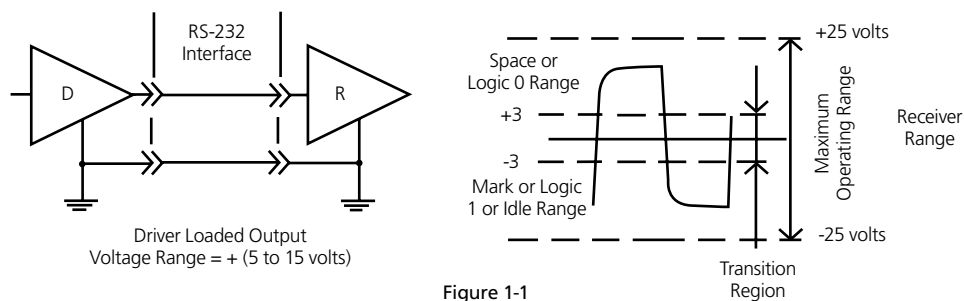 RS-232
Interface
D
R
Driver Loaded Output
Voltage Range = + (5 to 15 volts)
+25 volts
Space or
Logic 0 Range
+3
-3
Mark or Logic
1 or Idle Range
Maximum
Operating Range
Receiver
Range
-25 volts
Transition
Region
Figure 1-1